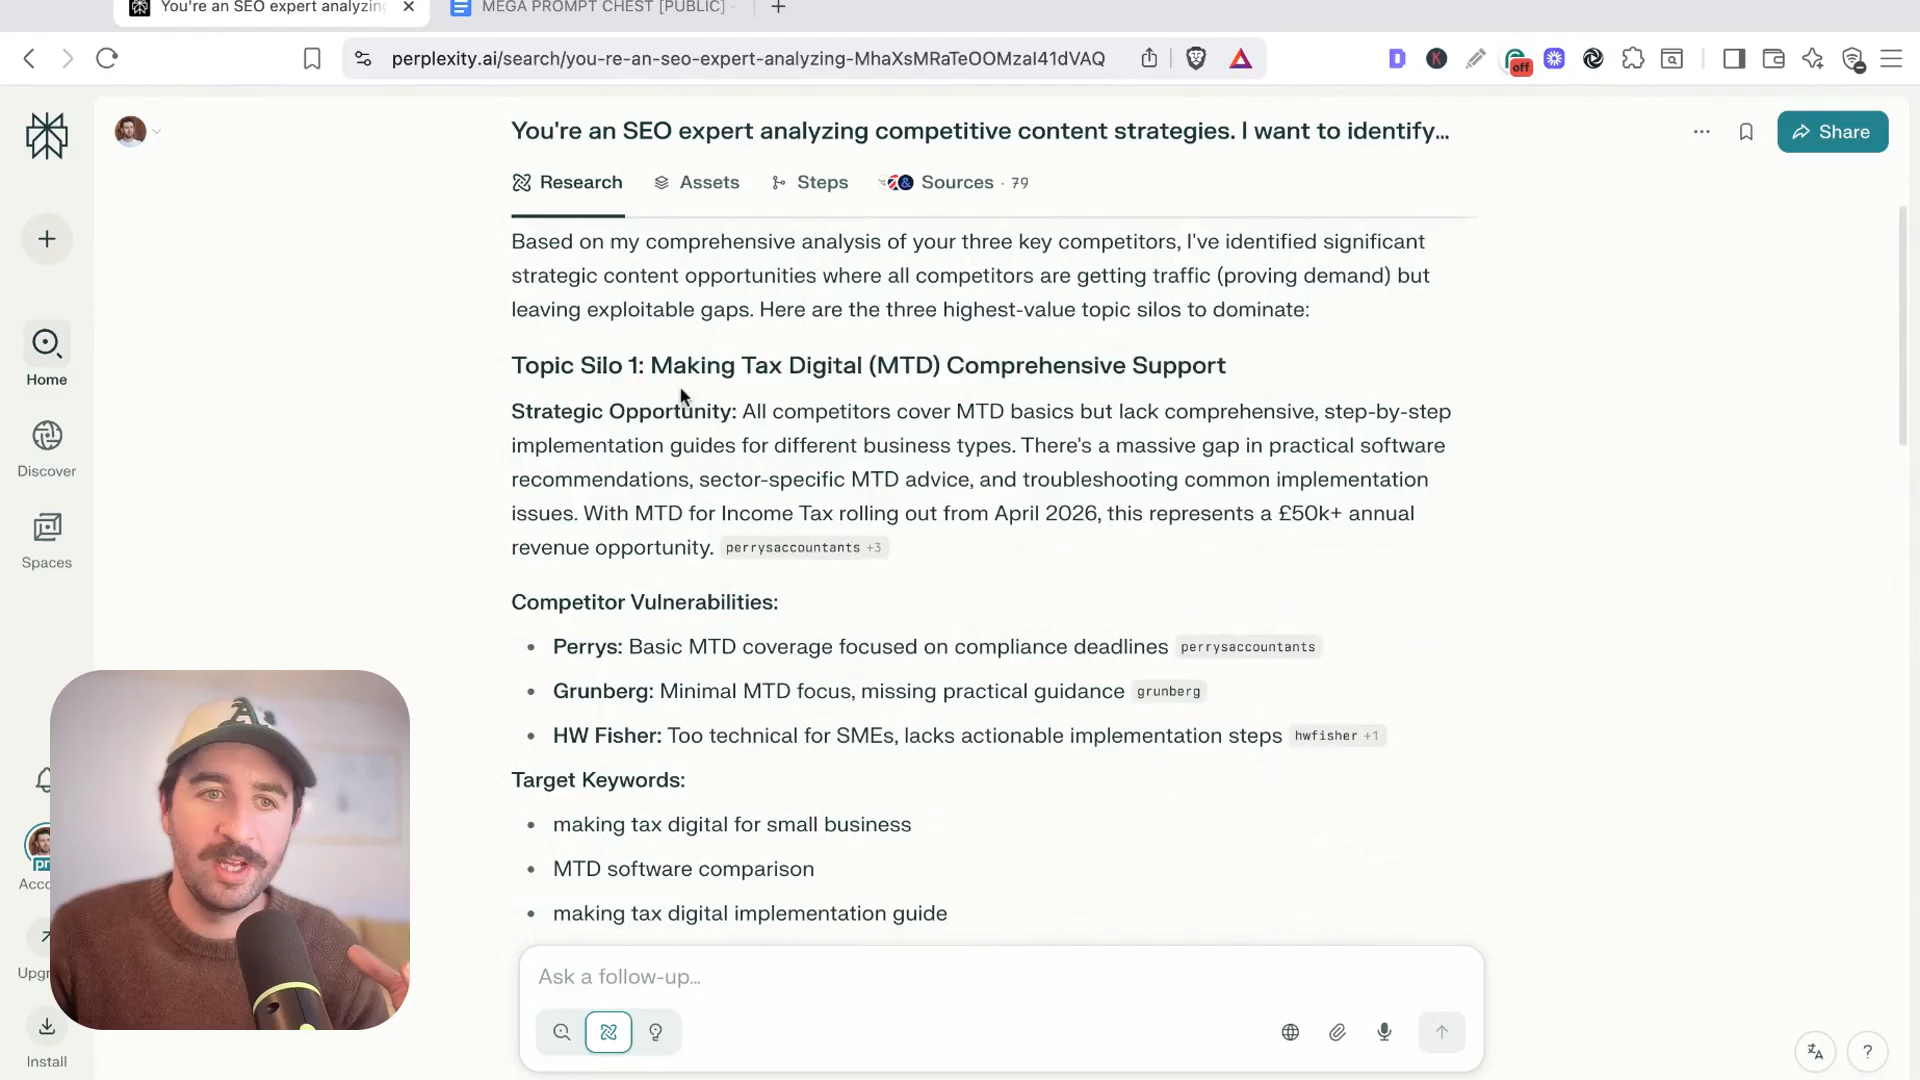 You're an SEO expert analyzing
MEGA PROMPT CHEST [PUBLIC] -
perplexity.ai/search/you-re-an-seo-expert-analyzing-MhaXsMRaTeOOMzaI41dVAQ
off
You're an SEO expert analyzing competitive content strategies. I want to identify...
Share
Research
Assets
Steps
Sources · 79
Based on my comprehensive analysis of your three key competitors, I've identified significant
strategic content opportunities where all competitors are getting traffic (proving demand) but
leaving exploitable gaps. Here are the three highest-value topic silos to dominate:
Topic Silo 1: Making Tax Digital (MTD) Comprehensive Support
Strategic Opportunity: All competitors cover MTD basics but lack comprehensive, step-by-step
implementation guides for different business types. There's a massive gap in practical software
recommendations, sector-specific MTD advice, and troubleshooting common implementation
issues. With MTD for Income Tax rolling out from April 2026, this represents a £50k+ annual
revenue opportunity. perrysaccountants +3
Competitor Vulnerabilities:
• Perrys: Basic MTD coverage focused on compliance deadlines perrysaccountants
• Grunberg: Minimal MTD focus, missing practical guidance grunberg
• HW Fisher: Too technical for SMEs, lacks actionable implementation steps hwfisher +1
Target Keywords:
• making tax digital for small business
• MTD software comparison
• making tax digital implementation guide
Ask a follow-up...
Home
Discover
Spaces
pr
Acco
Upgr
Install
?